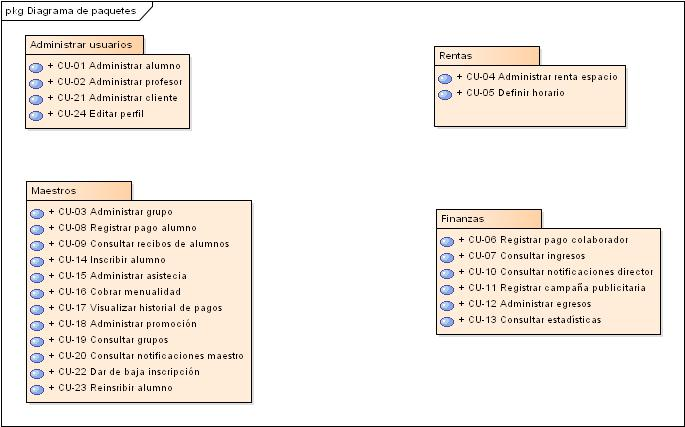 pkg Diagrama de paquetes
Administrar usuarios
+ CU-01 Administrar alumno
+ CU-02 Administrar profesor
+ CU-21 Administrar cliente
+ CU-24 Editar perfil
Rentas
+ CU-04 Administrar renta espacio
+ CU-05 Definir horario
Maestros
+ CU-03 Administrar grupo
+ CU-08 Registrar pago alumno
+ CU-09 Consultar recibos de alumnos
+ CU-14 Inscribir alumno
+ CU-15 Administrar asistecia
+ CU-16 Cobrar menualidad
+ CU-17 Visualizar historial de pagos
+ CU-18 Administrar promoción
+ CU-19 Consultar grupos
+ CU-20 Consultar notificaciones maestro
+ CU-22 Dar de baja inscripción
+ CU-23 Reinsribir alumno
Finanzas
+ CU-06 Registrar pago colaborador
+ CU-07 Consultar ingresos
+ CU-10 Consultar notificaciones director
+ CU-11 Registrar campaña publicitaria
+ CU-12 Administrar egresos
+ CU-13 Consultar estadisticas